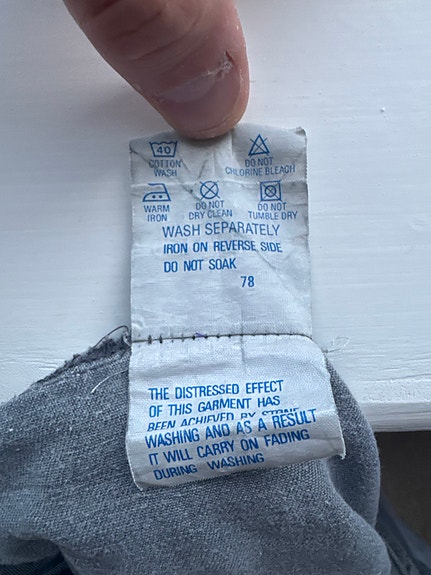 40
COTTON WASH
DO NOT CHLORINE BLEACH
WARM IRON
DO NOT DRY CLEAN
DO NOT TUMBLE DRY
WASH SEPARATELY
IRON ON REVERSE SIDE
DO NOT SOAK
78
THE DISTRESSED EFFECT
OF THIS GARMENT HAS
BEEN ACHIEVED BY STONE
WASHING AND AS A RESULT
IT WILL CARRY ON FADING
DURING WASHING